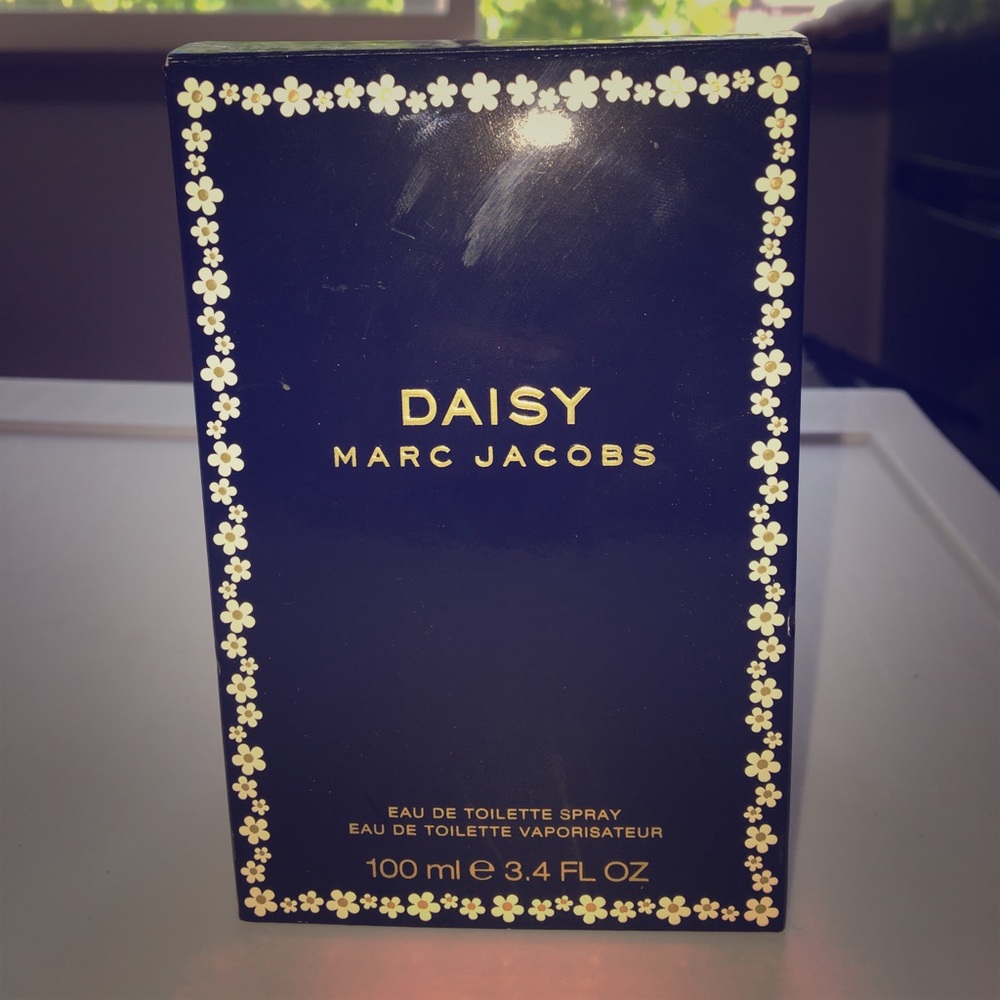 DAISY
MARC JACOBS
EAU DE TOILETTE SPRAY
EAU DE TOILETTE VAPORISATEUR
100 ml ℮ 3.4 FL OZ